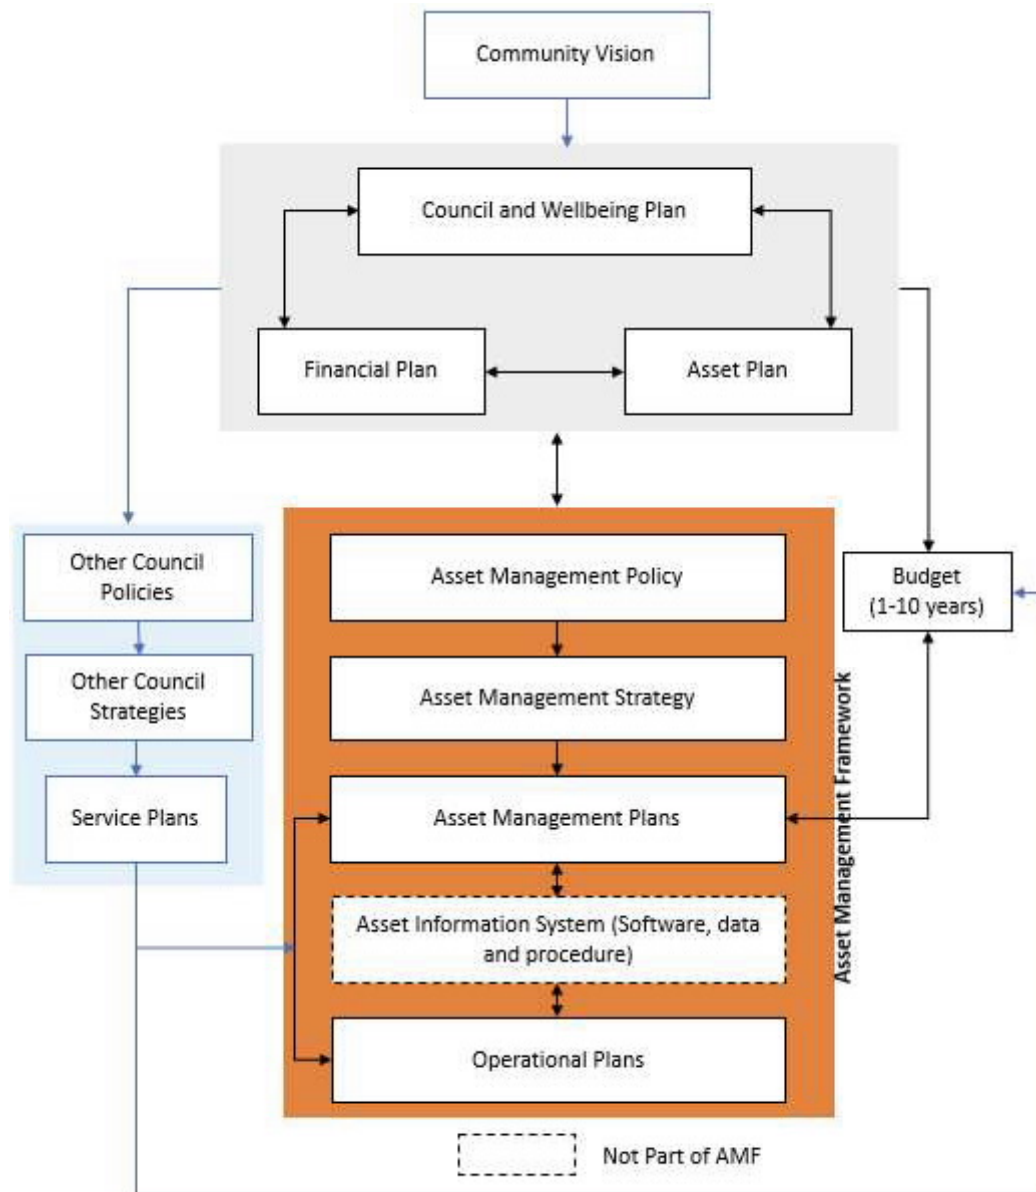 Community Vision
Council and Wellbeing Plan
Financial Plan
Asset Plan
Other Council
Policies
Other Council
Strategies
Service Plans
Asset Management Policy
Asset Management Strategy
Asset Management Plans
Asset Information System (Software, data
and procedure)
Operational Plans
Asset Management Framework
Budget
(1-10 years)
Not Part of AMF